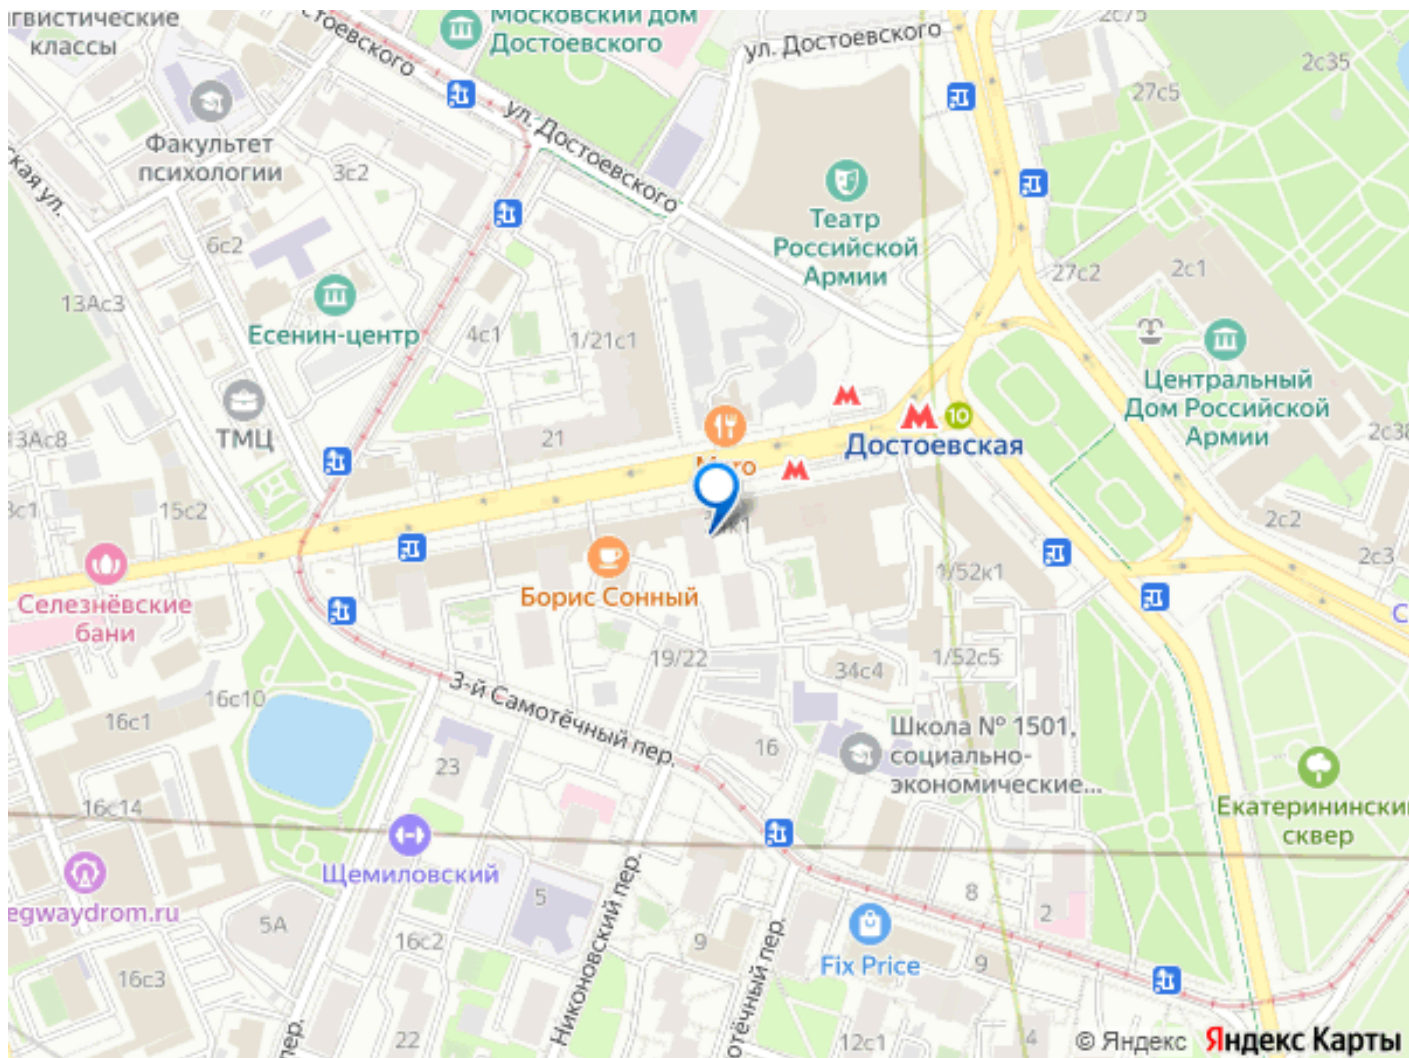 нгвистические
классы
Достоевского
Московский дом
Достоевского
ул. Достоевского
2с75
2с35
27с5
Факультет
психологии
3с2
ул. Достоевского
ская ул.
Театр
Российской
Армии
6с2
27с2
2с1
13Ас3
Есенин-центр
4с1
1/21с1
Центральный
Дом Российской
Армии
ТМЦ
13Ас8
21
10
Достоевская
2с38
15с2
2с2
2с3
Борис Сонный
1/52к1
Селезнёвские
бани
19/22
34с4
1/52с5
16с10
16с1
3-й Самотёчный пер.
16
Школа № 1501,
социально-
экономические...
23
16с14
Екатерининский
сквер
Щемиловский
egwaydrom.ru
5А
5
Никоновский пер.
16с2
9
8
2
Fix Price
9
16с3
отёчный пер.
пер.
22
12с1
4
© Яндекс Яндекс Карты